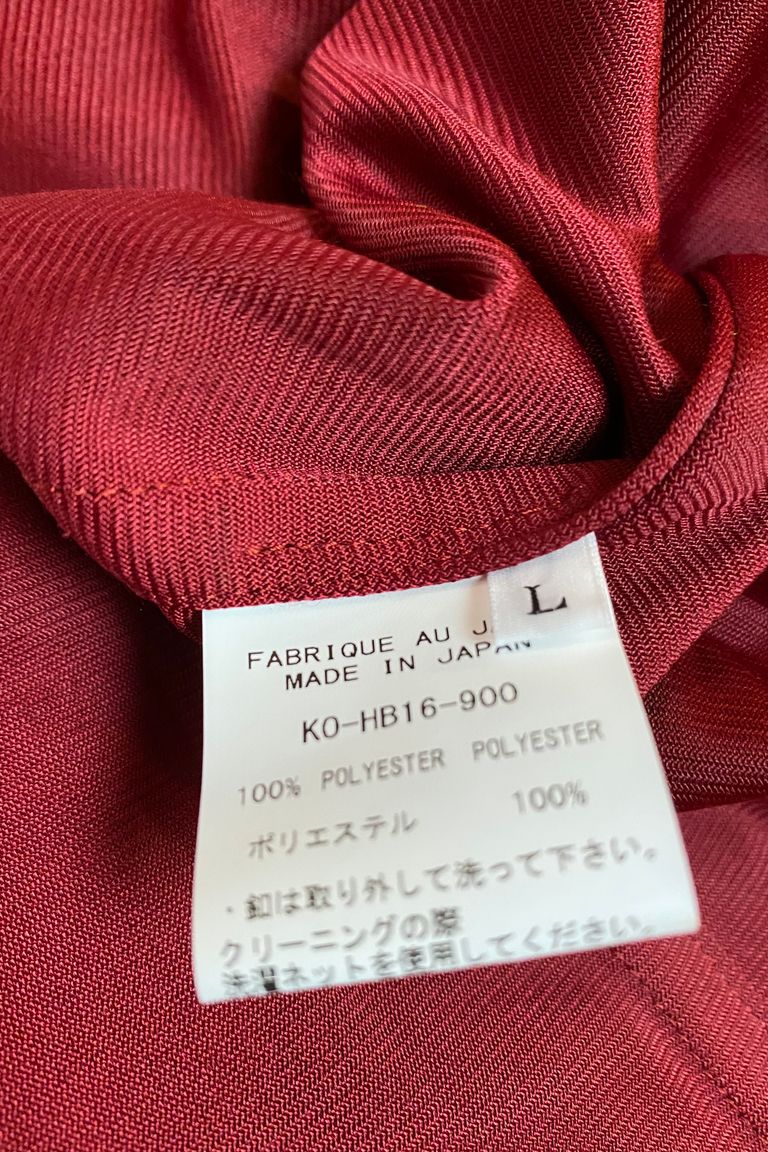 L
FABRIQUE AU
MADE IN JAPAN
KO-HB16-900
100% POLYESTER POLYESTER
ポリエステル 100%
・釦は取り外して洗って下さい。
クリーニングの際
洗濯ネットを使用してください。